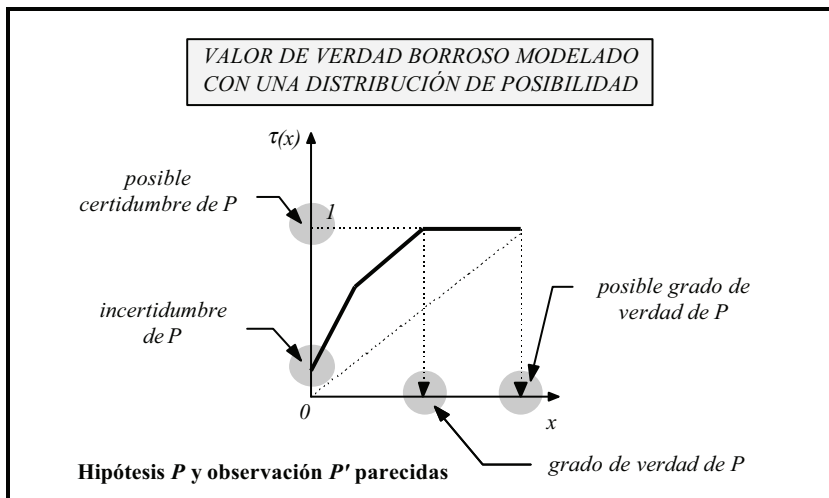 VALOR DE VERDAD BORROSO MODELADO
CON UNA DISTRIBUCIÓN DE POSIBILIDAD
τ(x)
posible
certidumbre de P
1
incertidumbre
de P
posible grado de
verdad de P
0
x
grado de verdad de P
Hipótesis P y observación P' parecidas